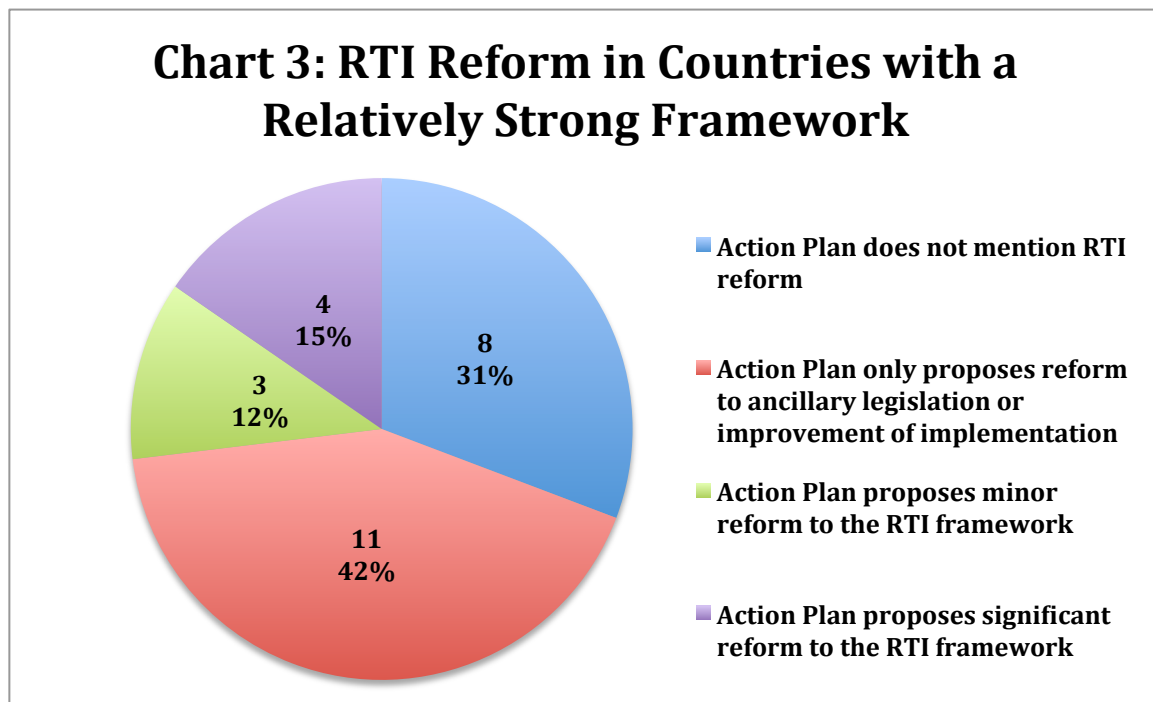 Chart 3: RTI Reform in Countries with a
Relatively Strong Framework
8
31%
11
42%
3
12%
4
15%
Action Plan does not mention RTI
reform
Action Plan only proposes reform
to ancillary legislation or
improvement of implementation
Action Plan proposes minor
reform to the RTI framework
Action Plan proposes significant
reform to the RTI framework